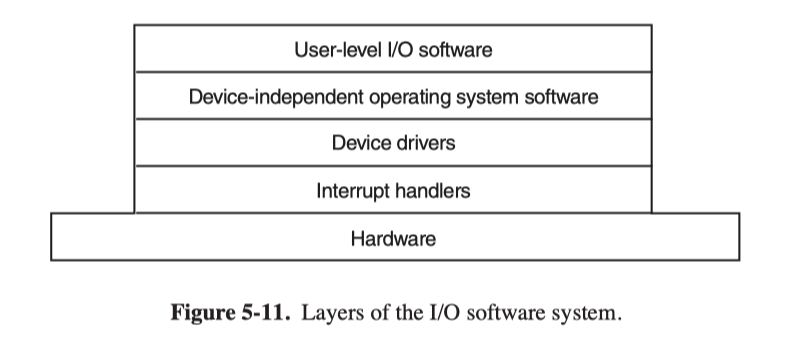 User-level I/O software
Device-independent operating system software
Device drivers
Interrupt handlers
Hardware
Figure 5-11. Layers of the I/O software system.